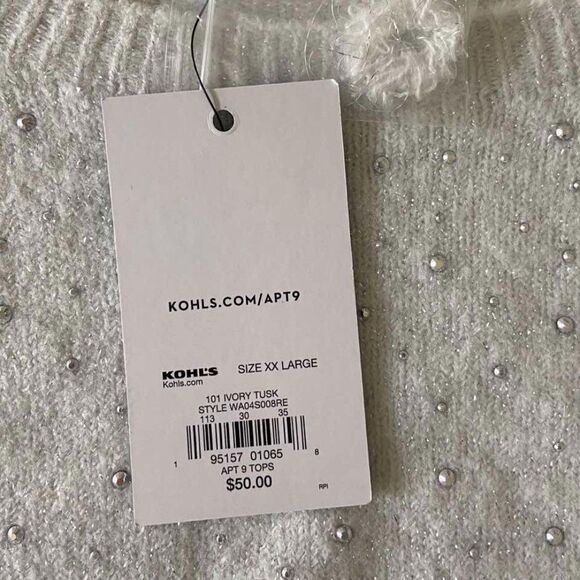 KOHLS.COM/APT9
KOHL'S SIZE XX LARGE
Kohls.com
101 IVORY TUSK
STYLE WA04S008RE
113 30 35
1 95157 01065 8
APT 9 TOPS
$50.00
RPI